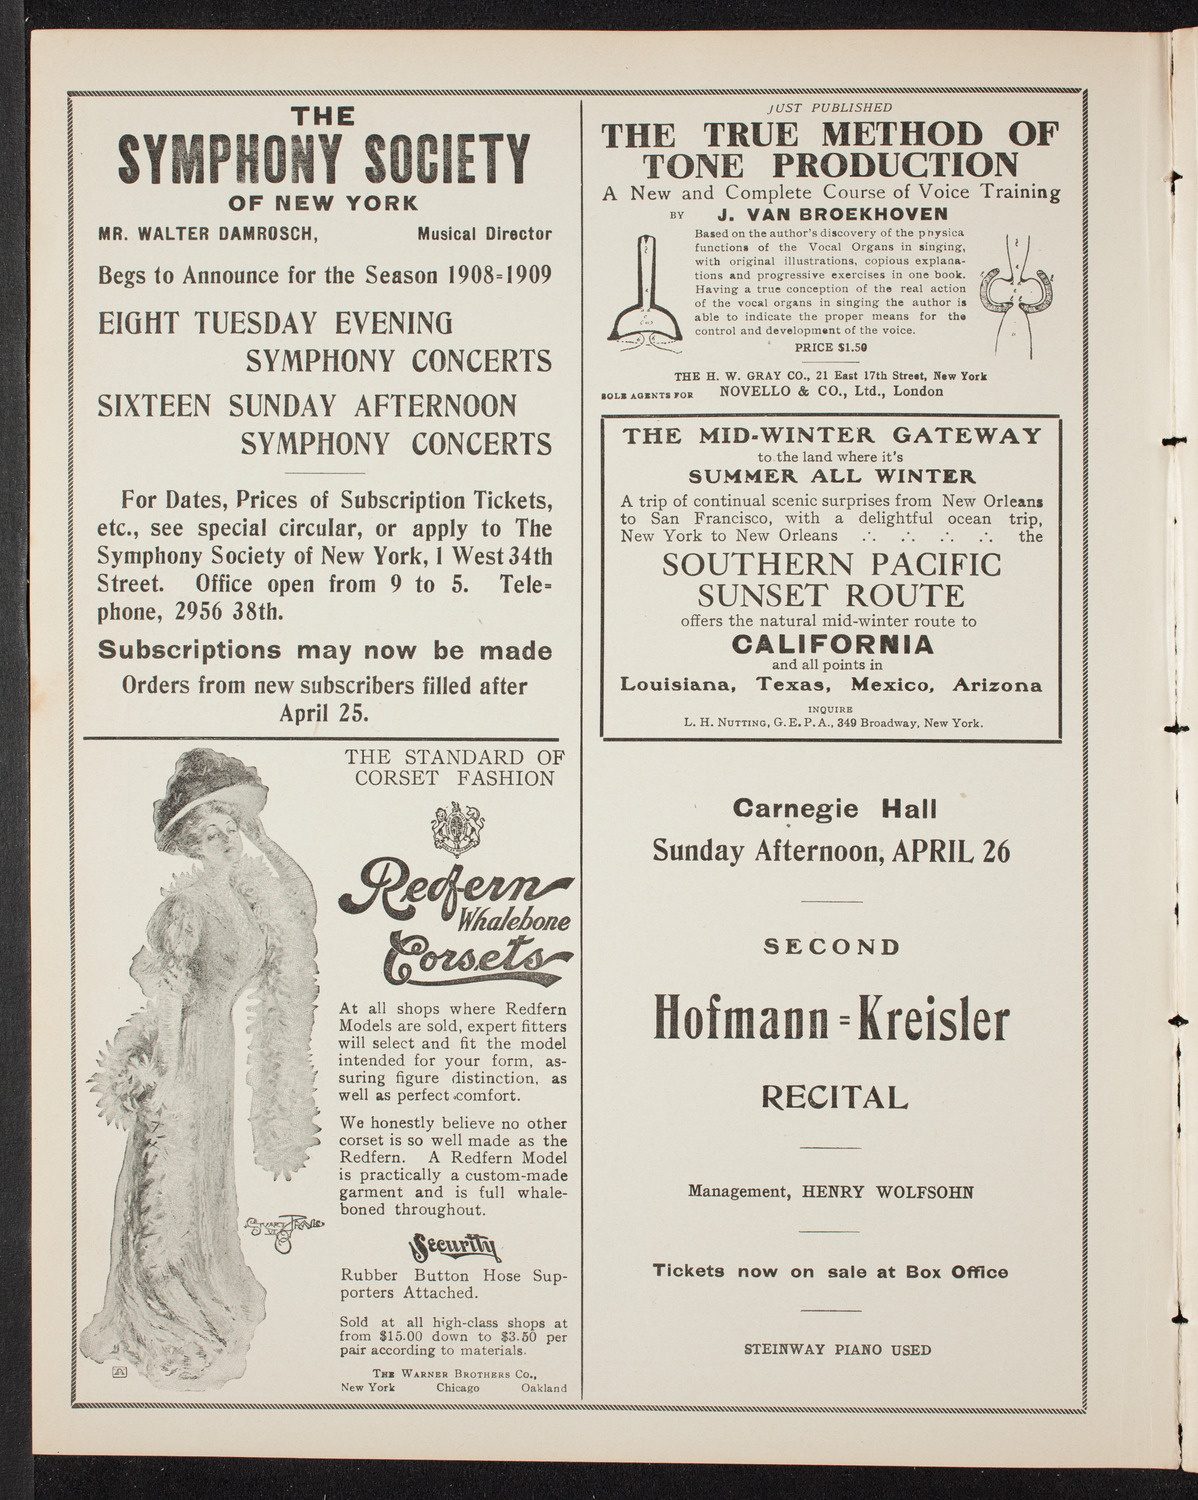 THE
SYMPHONY SOCIETY
OF NEW YORK
MR. WALTER DAMROSCH, Musical Director
Begs to Announce for the Season 1908=1909
EIGHT TUESDAY EVENING
SYMPHONY CONCERTS
SIXTEEN SUNDAY AFTERNOON
SYMPHONY CONCERTS
For Dates, Prices of Subscription Tickets,
etc., see special circular, or apply to The
Symphony Society of New York, 1 West 34th
Street. Office open from 9 to 5. Tele=
phone, 2956 38th.
Subscriptions may now be made
Orders from new subscribers filled after
April 25.
THE STANDARD OF
CORSET FASHION
Redfern
Whalebone
Corsets
At all shops where Redfern
Models are sold, expert fitters
will select and fit the model
intended for your form, as-
suring figure distinction, as
well as perfect comfort.
We honestly believe no other
corset is so well made as the
Redfern. A Redfern Model
is practically a custom-made
garment and is full whale-
boned throughout.
Security
Rubber Button Hose Sup-
porters Attached.
Sold at all high-class shops at
from $15.00 down to $3.50 per
pair according to materials.
THE WARNER BROTHERS CO.,
New York Chicago Oakland
JUST PUBLISHED
THE TRUE METHOD OF
TONE PRODUCTION
A New and Complete Course of Voice Training
BY J. VAN BROEKHOVEN
Based on the author's discovery of the physica
functions of the Vocal Organs in singing,
with original illustrations, copious explana-
tions and progressive exercises in one book.
Having a true conception of the real action
of the vocal organs in singing the author is
able to indicate the proper means for the
control and development of the voice.
PRICE $1.50
THE H. W. GRAY CO., 21 East 17th Street, New York
SOLE AGENTS FOR NOVELLO & CO., Ltd., London
THE MID-WINTER GATEWAY
to the land where it's
SUMMER ALL WINTER
A trip of continual scenic surprises from New Orleans
to San Francisco, with a delightful ocean trip,
New York to New Orleans ∴ ∴ ∴ ∴ the
SOUTHERN PACIFIC
SUNSET ROUTE
offers the natural mid-winter route to
CALIFORNIA
and all points in
Louisiana, Texas, Mexico, Arizona
INQUIRE
L. H. NUTTING, G. E. P. A., 349 Broadway, New York.
Carnegie Hall
Sunday Afternoon, APRIL 26
SECOND
Hofmann=Kreisler
RECITAL
Management, HENRY WOLFSOHN
Tickets now on sale at Box Office
STEINWAY PIANO USED